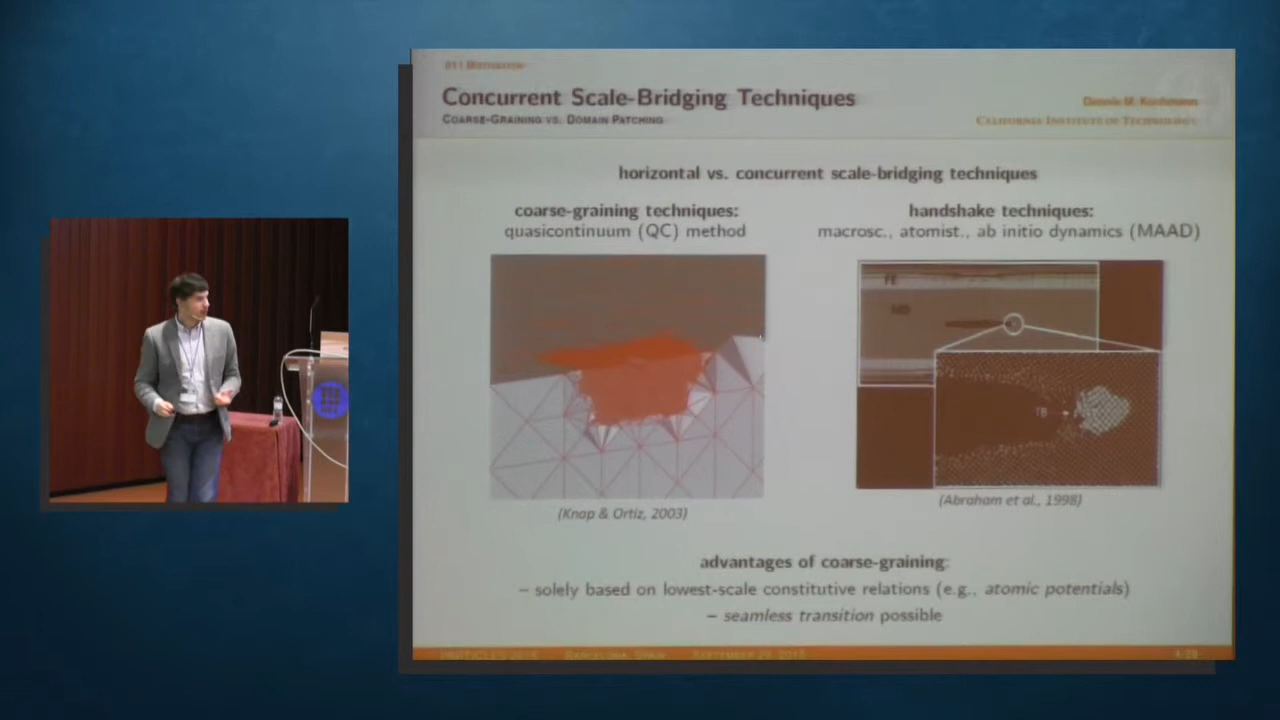 Concurrent Scale-Bridging Techniques
Coarse-Graining vs. Domain Patching
Dennis M. Kochmann
California Institute of Technology
horizontal vs. concurrent scale-bridging techniques
coarse-graining techniques:
quasicontinuum (QC) method
handshake techniques:
macrosc., atomist., ab initio dynamics (MAAD)
FE
MD
TB
(Knap & Ortiz, 2003)
(Abraham et al., 1998)
advantages of coarse-graining:
– solely based on lowest-scale constitutive relations (e.g., atomic potentials)
– seamless transition possible
Barcelona, Spain